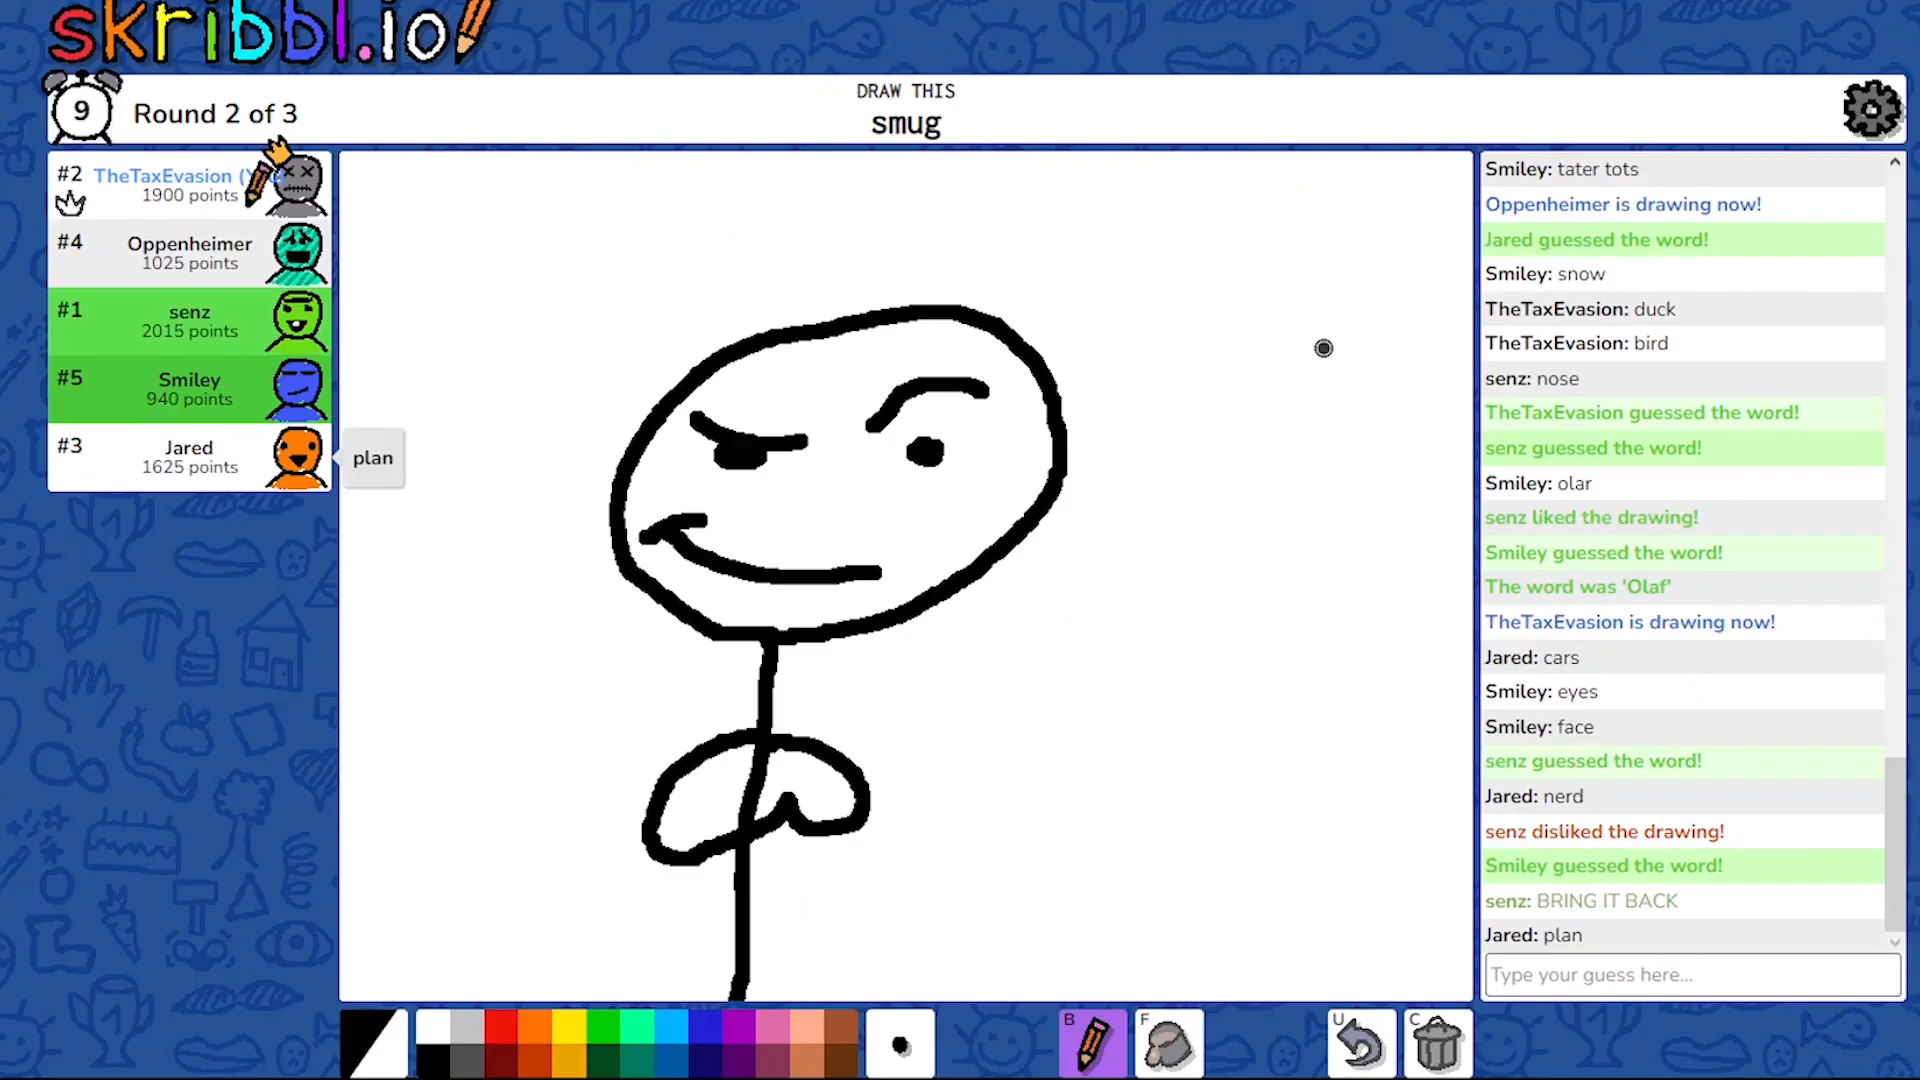 skribbl.io
9
Round 2 of 3
DRAW THIS
smug
#2
TheTaxEvasion (Y
1900 points
#4
Oppenheimer
1025 points
#1
senz
2015 points
#5
Smiley
940 points
#3
Jared
1625 points
plan
Smiley: tater tots
Oppenheimer is drawing now!
Jared guessed the word!
Smiley: snow
TheTaxEvasion: duck
TheTaxEvasion: bird
senz: nose
TheTaxEvasion guessed the word!
senz guessed the word!
Smiley: olar
senz liked the drawing!
Smiley guessed the word!
The word was 'Olaf'
TheTaxEvasion is drawing now!
Jared: cars
Smiley: eyes
Smiley: face
senz guessed the word!
Jared: nerd
senz disliked the drawing!
Smiley guessed the word!
senz: BRING IT BACK
Jared: plan
Type your guess here...
B
F
U
C